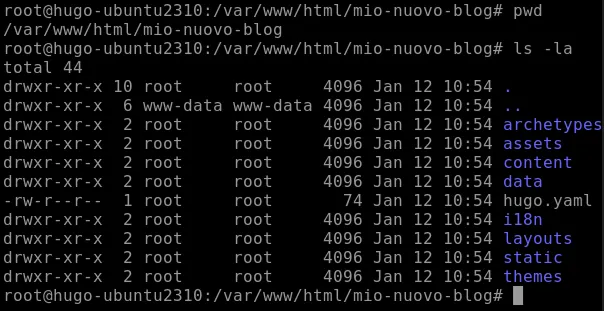 root@hugo-ubuntu2310:/var/www/html/mio-nuovo-blog# pwd
/var/www/html/mio-nuovo-blog
root@hugo-ubuntu2310:/var/www/html/mio-nuovo-blog# ls -la
total 44
drwxr-xr-x 10 root     root     4096 Jan 12 10:54 .
drwxr-xr-x  6 www-data www-data 4096 Jan 12 10:54 ..
drwxr-xr-x  2 root     root     4096 Jan 12 10:54 archetypes
drwxr-xr-x  2 root     root     4096 Jan 12 10:54 assets
drwxr-xr-x  2 root     root     4096 Jan 12 10:54 content
drwxr-xr-x  2 root     root     4096 Jan 12 10:54 data
-rw-r--r--  1 root     root       74 Jan 12 10:54 hugo.yaml
drwxr-xr-x  2 root     root     4096 Jan 12 10:54 i18n
drwxr-xr-x  2 root     root     4096 Jan 12 10:54 layouts
drwxr-xr-x  2 root     root     4096 Jan 12 10:54 static
drwxr-xr-x  2 root     root     4096 Jan 12 10:54 themes
root@hugo-ubuntu2310:/var/www/html/mio-nuovo-blog#